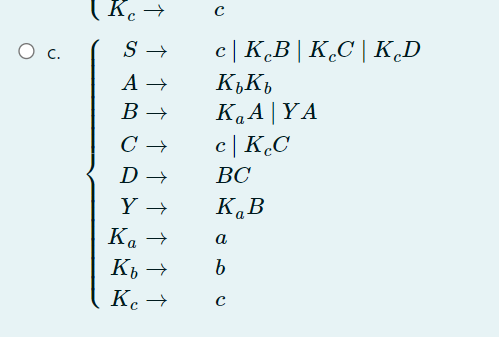 K_c → c
c. S → c | K_cB | K_cC | K_cD
A → K_bK_b
B → K_aA | YA
C → c | K_cC
D → BC
Y → K_aB
K_a → a
K_b → b
K_c → c